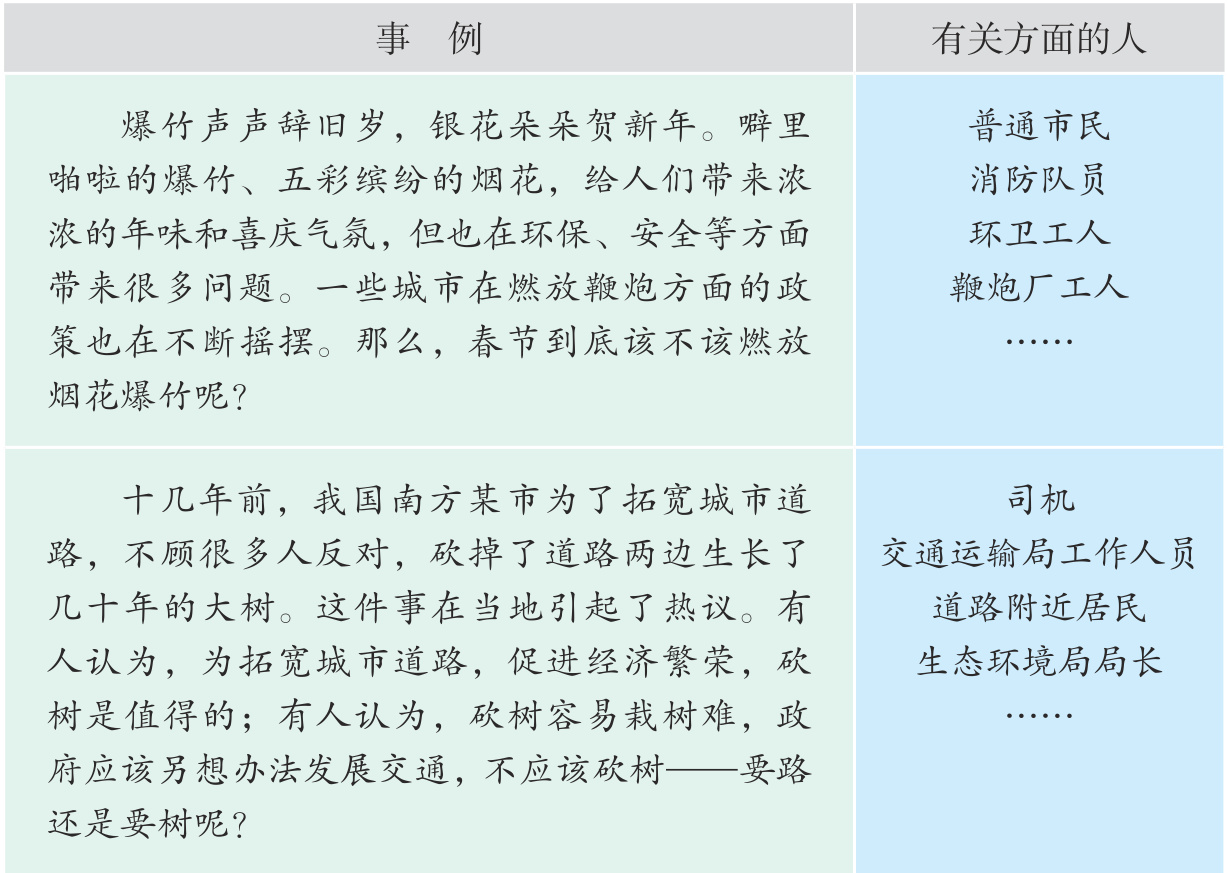 事 例
有关方面的人
爆竹声声辞旧岁，银花朵朵贺新年。噼里
啪啦的爆竹、五彩缤纷的烟花，给人们带来浓
浓的年味和喜庆气氛，但也在环保、安全等方面
带来很多问题。一些城市在燃放鞭炮方面的政
策也在不断摇摆。那么，春节到底该不该燃放
烟花爆竹呢？
普通市民
消防队员
环卫工人
鞭炮厂工人
……
十几年前，我国南方某市为了拓宽城市道
路，不顾很多人反对，砍掉了道路两边生长了
几十年的大树。这件事在当地引起了热议。有
人认为，为拓宽城市道路，促进经济繁荣，砍
树是值得的；有人认为，砍树容易栽树难，政
府应该另想办法发展交通，不应该砍树——要路
还是要树呢？
司机
交通运输局工作人员
道路附近居民
生态环境局局长
……